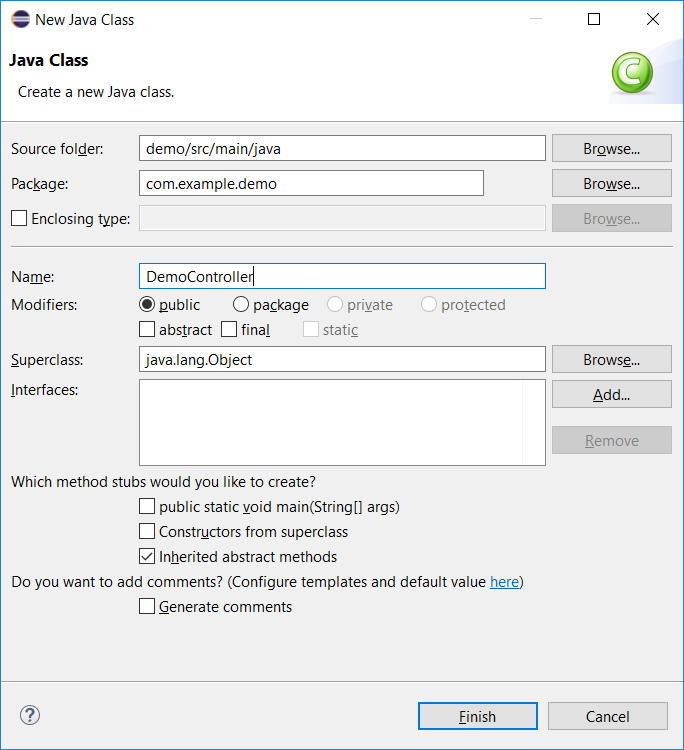 New Java Class
Java Class
Create a new Java class.
C
Source folder: demo/src/main/java Browse...
Package: com.example.demo Browse...
Enclosing type: Browse...
Name: DemoController
Modifiers: public package private protected
abstract final static
Superclass: java.lang.Object Browse...
Interfaces: Add...
Remove
Which method stubs would you like to create?
public static void main(String[] args)
Constructors from superclass
Inherited abstract methods
Do you want to add comments? (Configure templates and default value here)
Generate comments
? Finish Cancel